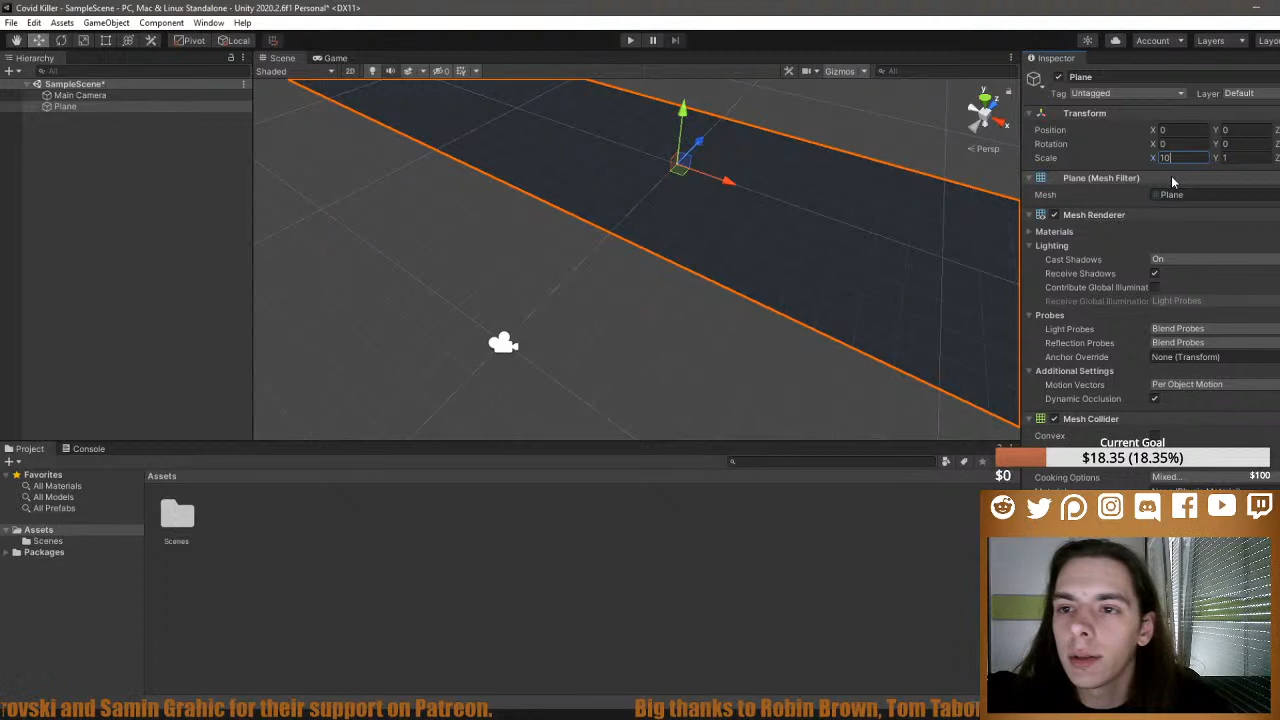 Covid Killer - SampleScene - PC, Mac & Linux Standalone - Unity 2020.2.6f1 Personal* <DX11>
File Edit Assets GameObject Component Window Help
Pivot Local Account Layers Layou
Hierarchy Scene Game Inspector
All Shaded 2D 0 Gizmos All Plane
SampleScene* Tag Untagged Layer Default
Main Camera
Plane
y
x
z
Persp
Transform
Position X 0 Y 0 Z
Rotation X 0 Y 0 Z
Scale X 10 Y 1 Z
Plane (Mesh Filter)
Mesh Plane
Mesh Renderer
Materials
Lighting
Cast Shadows On
Receive Shadows
Contribute Global Illuminat
Receive Global Illumination Light Probes
Probes
Light Probes Blend Probes
Reflection Probes Blend Probes
Anchor Override None (Transform)
Additional Settings
Motion Vectors Per Object Motion
Dynamic Occlusion
Mesh Collider
Convex
Current Goal
$18.35 (18.35%)
$0 Cooking Options Mixed... $100
Project Console
Favorites
All Materials
All Models
All Prefabs
Assets
Scenes
Packages
Assets
Scenes
rovski and Samin Grahic for their support on Patreon. Big thanks to Robin Brown, Tom Tabor